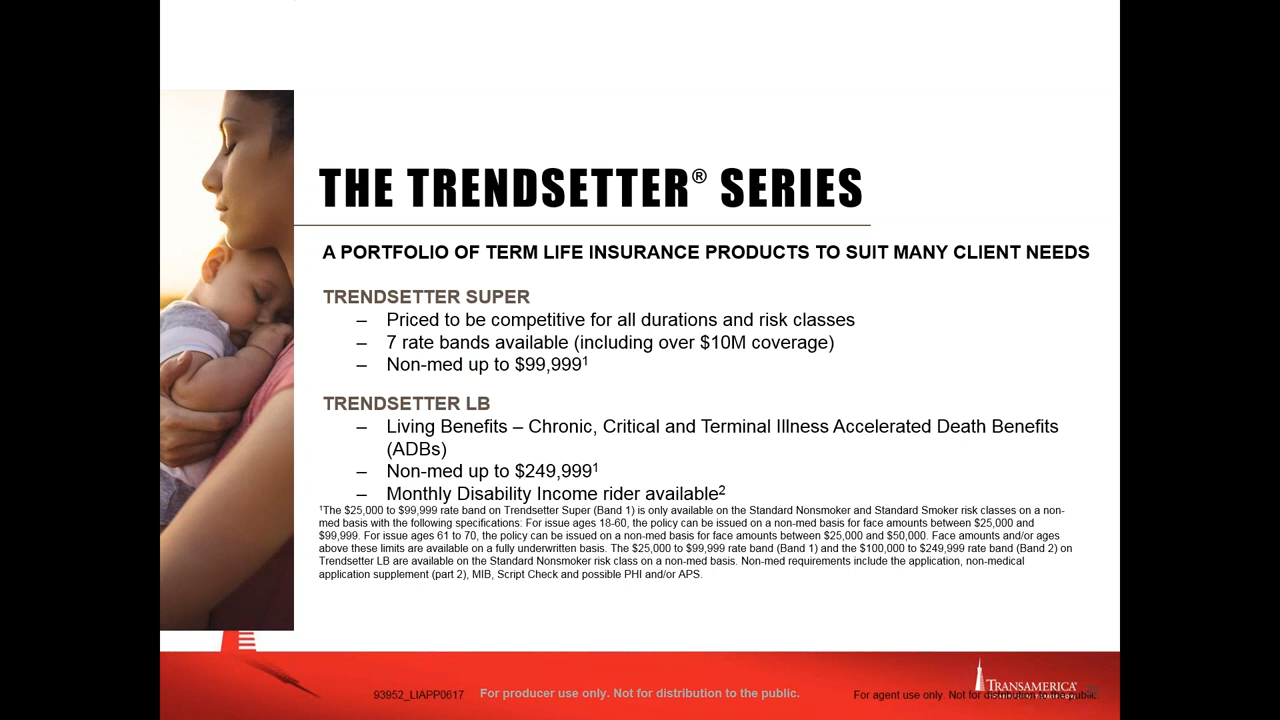 THE TRENDSETTER® SERIES
A PORTFOLIO OF TERM LIFE INSURANCE PRODUCTS TO SUIT MANY CLIENT NEEDS
TRENDSETTER SUPER
– Priced to be competitive for all durations and risk classes
– 7 rate bands available (including over $10M coverage)
– Non-med up to $99,999¹
TRENDSETTER LB
– Living Benefits – Chronic, Critical and Terminal Illness Accelerated Death Benefits
(ADBs)
– Non-med up to $249,999¹
– Monthly Disability Income rider available²
¹The $25,000 to $99,999 rate band on Trendsetter Super (Band 1) is only available on the Standard Nonsmoker and Standard Smoker risk classes on a non-
med basis with the following specifications: For issue ages 18-60, the policy can be issued on a non-med basis for face amounts between $25,000 and
$99,999. For issue ages 61 to 70, the policy can be issued on a non-med basis for face amounts between $25,000 and $50,000. Face amounts and/or ages
above these limits are available on a fully underwritten basis. The $25,000 to $99,999 rate band (Band 1) and the $100,000 to $249,999 rate band (Band 2) on
Trendsetter LB are available on the Standard Nonsmoker risk class on a non-med basis. Non-med requirements include the application, non-medical
application supplement (part 2), MIB, Script Check and possible PHI and/or APS.
TRANSAMERICA®
93952_LIAPP0617 For producer use only. Not for distribution to the public. For agent use only. Not for distribution to the public.